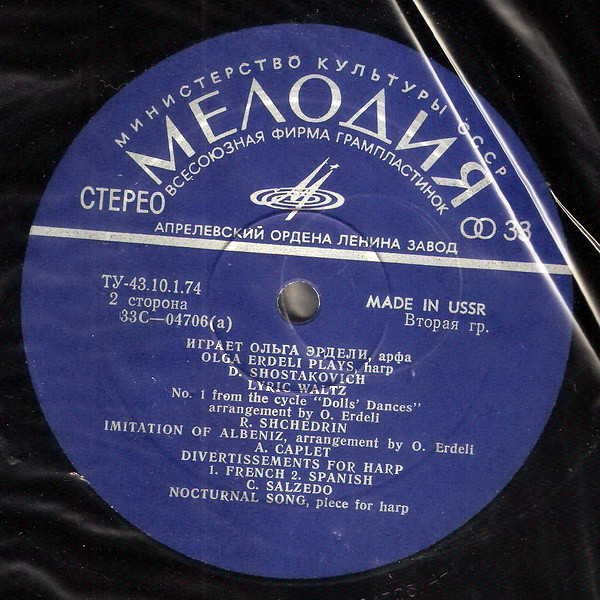 МИНИСТЕРСТВО КУЛЬТУРЫ СССР
МЕЛОДИЯ
ВСЕСОЮЗНАЯ ФИРМА ГРАМПЛАСТИНОК
СТЕРЕО
33
АПРЕЛЕВСКИЙ ОРДЕНА ЛЕНИНА ЗАВОД
ТУ-43.10.1.74
2 сторона
33С—04706(а)
MADE IN USSR
Вторая гр.
ИГРАЕТ ОЛЬГА ЭРДЕЛИ, арфа
OLGA ERDELI PLAYS, harp
D. SHOSTAKOVICH
LYRIC WALTZ
No. 1 from the cycle "Dolls' Dances"
arrangement by O. Erdeli
R. SHCHEDRIN
IMITATION OF ALBENIZ, arrangement by O. Erdeli
A. CAPLET
DIVERTISSEMENTS FOR HARP
1. FRENCH 2. SPANISH
C. SALZEDO
NOCTURNAL SONG, piece for harp